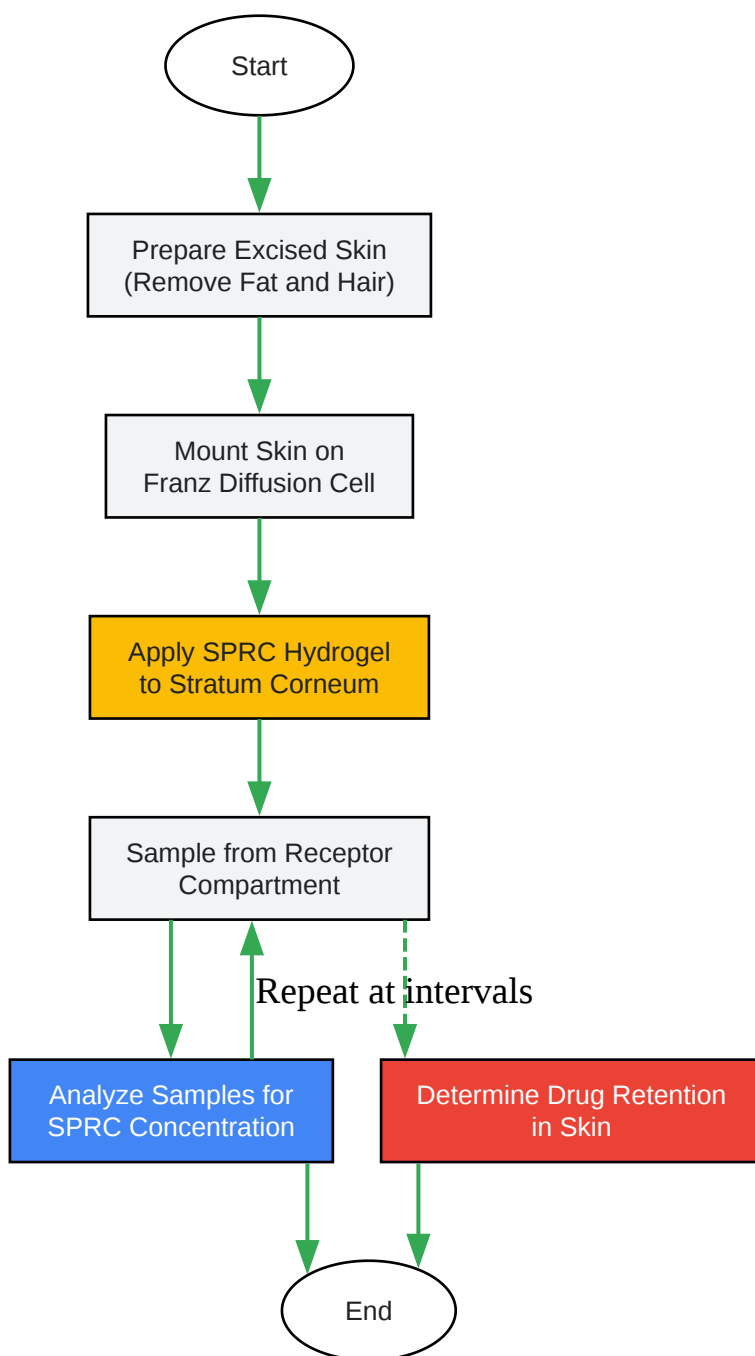 Start
Prepare Excised Skin
(Remove Fat and Hair)
Mount Skin on
Franz Diffusion Cell
Apply SPRC Hydrogel
to Stratum Corneum
Sample from Receptor
Compartment
Repeat at intervals
Analyze Samples for
SPRC Concentration
Determine Drug Retention
in Skin
End